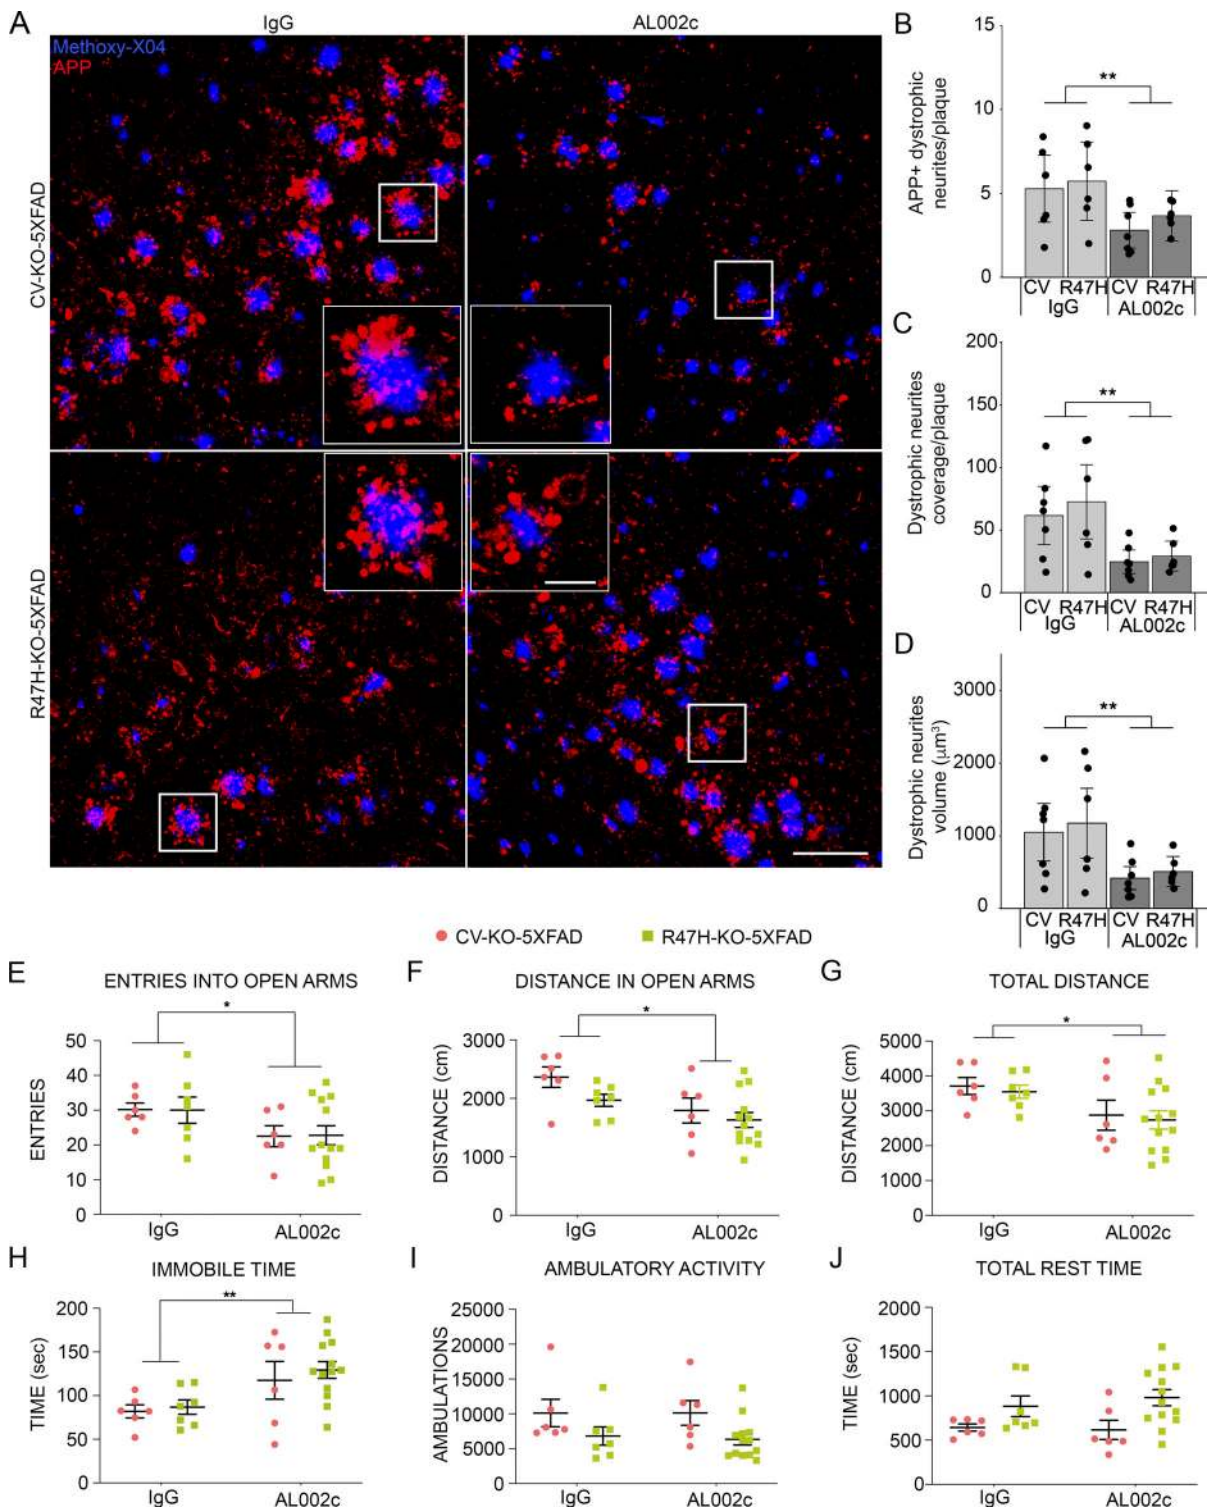 A
IgG
AL002c
Methoxy-X04
APP
CV-KO-5XFAD
R47H-KO-5XFAD
B
APP+ dystrophic
neurites/plaque
15
10
5
0
**
CV R47H CV R47H
IgG AL002c
C
Dystrophic neurites
coverage/plaque
200
150
100
50
0
**
CV R47H CV R47H
IgG AL002c
D
Dystrophic neurites
volume (μm³)
3000
2000
1000
0
**
CV R47H CV R47H
IgG AL002c
CV-KO-5XFAD R47H-KO-5XFAD
E
ENTRIES INTO OPEN ARMS
*
ENTRIES
50
40
30
20
10
0
IgG AL002c
F
DISTANCE IN OPEN ARMS
*
DISTANCE (cm)
3000
2000
1000
0
IgG AL002c
G
TOTAL DISTANCE
*
DISTANCE (cm)
5000
4000
3000
2000
1000
0
IgG AL002c
H
IMMOBILE TIME
**
TIME (sec)
200
150
100
50
0
IgG AL002c
I
AMBULATORY ACTIVITY
AMBULATIONS
25000
20000
15000
10000
5000
0
IgG AL002c
J
TOTAL REST TIME
TIME (sec)
2000
1500
1000
500
0
IgG AL002c